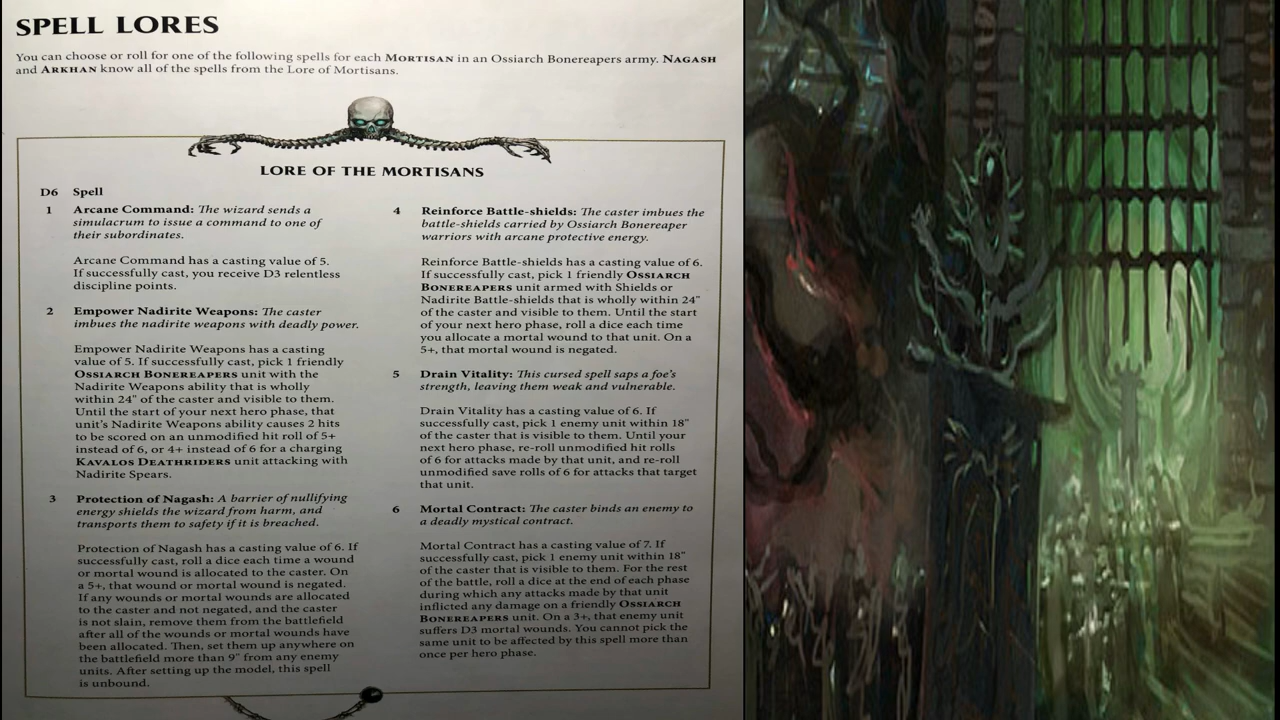 SPELL LORES
You can choose or roll for one of the following spells for each MORTISAN in an Ossiarch Bonereapers army. NAGASH
and ARKHAN know all of the spells from the Lore of Mortisans.
LORE OF THE MORTISANS
D6 Spell
1 Arcane Command: The wizard sends a
simulacrum to issue a command to one of
their subordinates.
Arcane Command has a casting value of 5.
If successfully cast, you receive D3 relentless
discipline points.
2 Empower Nadirite Weapons: The caster
imbues the nadirite weapons with deadly power.
Empower Nadirite Weapons has a casting
value of 5. If successfully cast, pick 1 friendly
OSSIARCH BONEREAPERS unit with the
Nadirite Weapons ability that is wholly
within 24" of the caster and visible to them.
Until the start of your next hero phase, that
unit's Nadirite Weapons ability causes 2 hits
to be scored on an unmodified hit roll of 5+
instead of 6, or 4+ instead of 6 for a charging
KAVALOS DEATHRIDERS unit attacking with
Nadirite Spears.
3 Protection of Nagash: A barrier of nullifying
energy shields the wizard from harm, and
transports them to safety if it is breached.
Protection of Nagash has a casting value of 6. If
successfully cast, roll a dice each time a wound
or mortal wound is allocated to the caster. On
a 5+, that wound or mortal wound is negated.
If any wounds or mortal wounds are allocated
to the caster and not negated, and the caster
is not slain, remove them from the battlefield
after all of the wounds or mortal wounds have
been allocated. Then, set them up anywhere on
the battlefield more than 9" from any enemy
units. After setting up the model, this spell
is unbound.
4 Reinforce Battle-shields: The caster imbues the
battle-shields carried by Ossiarch Bonereaper
warriors with arcane protective energy.
Reinforce Battle-shields has a casting value of 6.
If successfully cast, pick 1 friendly OSSIARCH
BONEREAPERS unit armed with Shields or
Nadirite Battle-shields that is wholly within 24"
of the caster and visible to them. Until the start
of your next hero phase, roll a dice each time
you allocate a mortal wound to that unit. On a
5+, that mortal wound is negated.
5 Drain Vitality: This cursed spell saps a foe's
strength, leaving them weak and vulnerable.
Drain Vitality has a casting value of 6. If
successfully cast, pick 1 enemy unit within 18"
of the caster that is visible to them. Until your
next hero phase, re-roll unmodified hit rolls
of 6 for attacks made by that unit, and re-roll
unmodified save rolls of 6 for attacks that target
that unit.
6 Mortal Contract: The caster binds an enemy to
a deadly mystical contract.
Mortal Contract has a casting value of 7. If
successfully cast, pick 1 enemy unit within 18"
of the caster that is visible to them. For the rest
of the battle, roll a dice at the end of each phase
during which any attacks made by that unit
inflicted any damage on a friendly OSSIARCH
BONEREAPERS unit. On a 3+, that enemy unit
suffers D3 mortal wounds. You cannot pick the
same unit to be affected by this spell more than
once per hero phase.